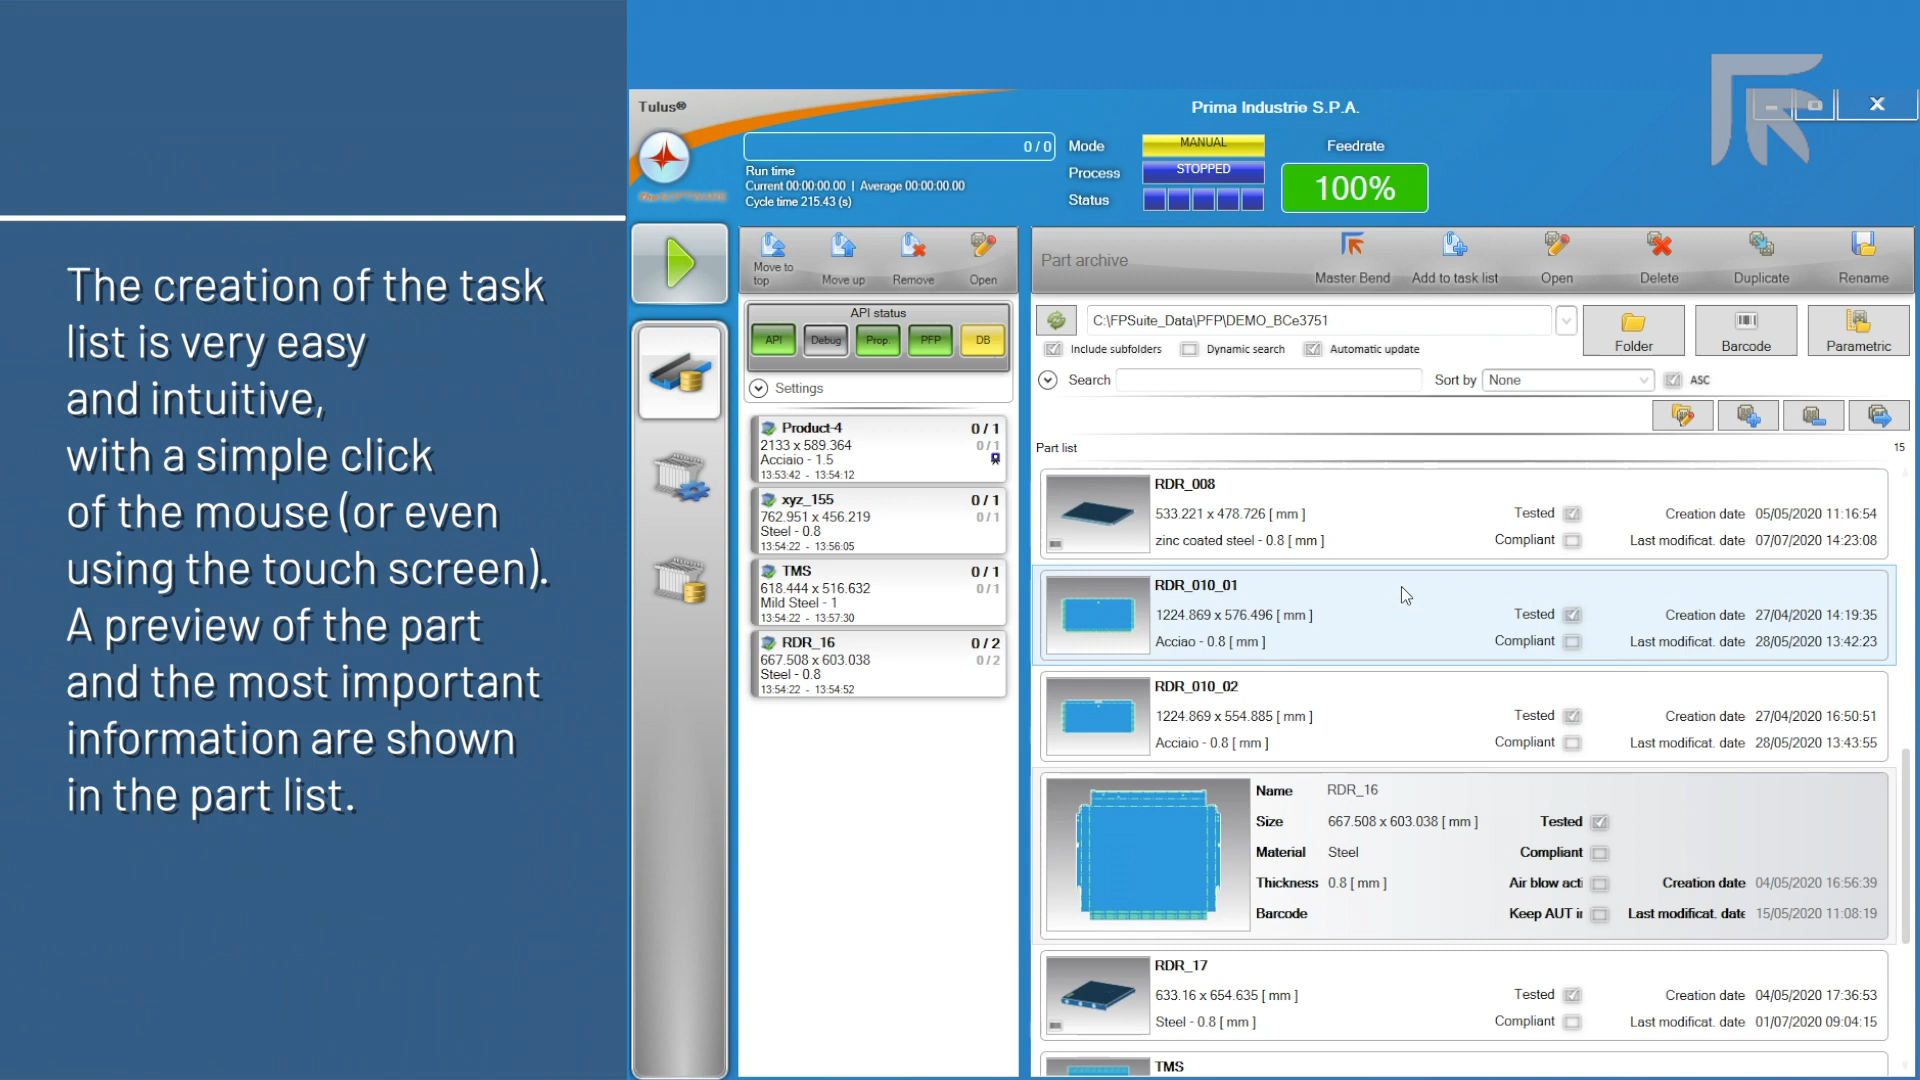 The creation of the task
list is very easy
and intuitive,
with a simple click
of the mouse (or even
using the touch screen).
A preview of the part
and the most important
information are shown
in the part list.
Tulus®
Prima Industrie S.P.A.
0 / 0
Run time
Current 00:00:00.00 | Average 00:00:00.00
Cycle time 215.43 (s)
Mode MANUAL
Process STOPPED
Status
Feedrate
100%
Move to top
Move up
Remove
Open
API status
API Debug Prop. PFP DB
Settings
Product-4 0 / 1
2133 x 589.364 0 / 1
Acciaio - 1.5
13:53:42 - 13:54:12
xyz_155 0 / 1
762.951 x 456.219 0 / 1
Steel - 0.8
13:54:22 - 13:56:05
TMS 0 / 1
618.444 x 516.632 0 / 1
Mild Steel - 1
13:54:22 - 13:57:30
RDR_16 0 / 2
667.508 x 603.038 0 / 2
Steel - 0.8
13:54:22 - 13:54:52
Part archive
Master Bend
Add to task list
Open
Delete
Duplicate
Rename
C:\FPSuite_Data\PFP\DEMO_BCe3751
Folder
Barcode
Parametric
Include subfolders Dynamic search Automatic update
Search Sort by None ASC
Part list 15
RDR_008
533.221 x 478.726 [ mm ] Tested Creation date 05/05/2020 11:16:54
zinc coated steel - 0.8 [ mm ] Compliant Last modificat. date 07/07/2020 14:23:08
RDR_010_01
1224.869 x 576.496 [ mm ] Tested Creation date 27/04/2020 14:19:35
Acciao - 0.8 [ mm ] Compliant Last modificat. date 28/05/2020 13:42:23
RDR_010_02
1224.869 x 554.885 [ mm ] Tested Creation date 27/04/2020 16:50:51
Acciaio - 0.8 [ mm ] Compliant Last modificat. date 28/05/2020 13:43:55
Name RDR_16
Size 667.508 x 603.038 [ mm ] Tested
Material Steel Compliant
Thickness 0.8 [ mm ] Air blow acti Creation date 04/05/2020 16:56:39
Barcode Keep AUT ir Last modificat. date 15/05/2020 11:08:19
RDR_17
633.16 x 654.635 [ mm ] Tested Creation date 04/05/2020 17:36:53
Steel - 0.8 [ mm ] Compliant Last modificat. date 01/07/2020 09:04:15
TMS